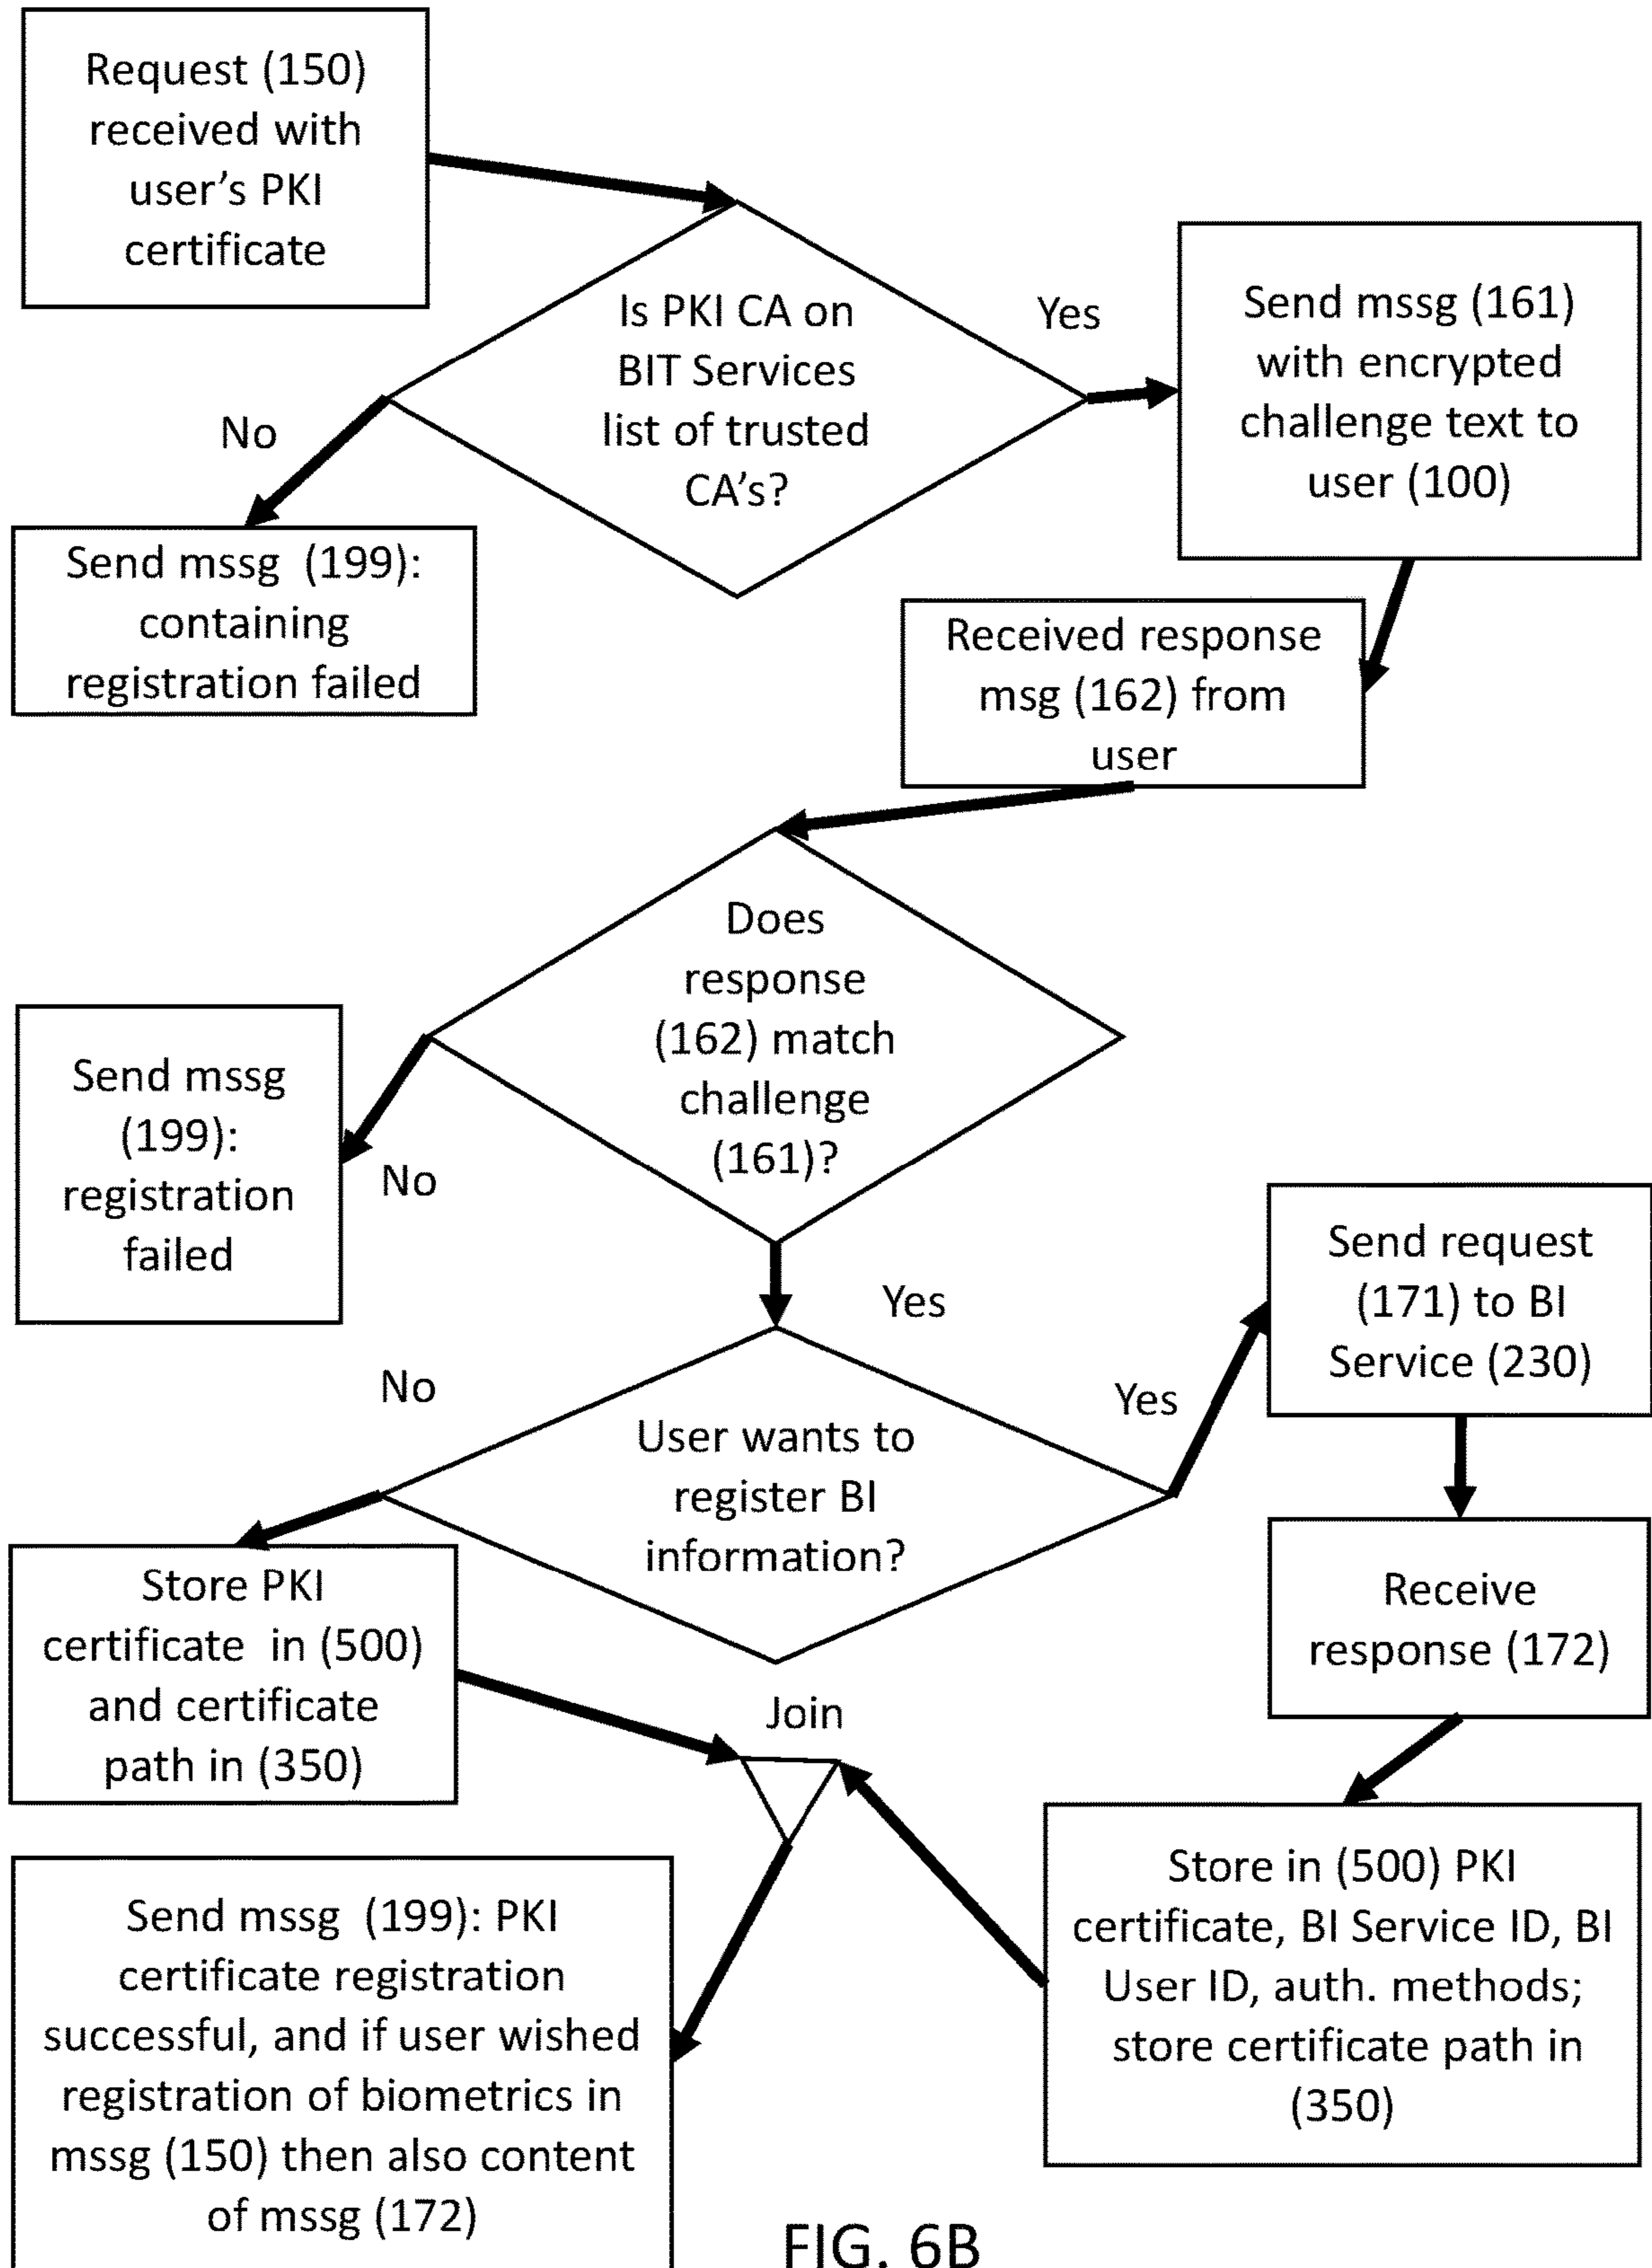 Request (150)
received with
user's PKI
certificate
Is PKI CA on
BIT Services
list of trusted
CA's?
Yes
Send mssg (161)
with encrypted
challenge text to
user (100)
No
Send mssg (199):
containing
registration failed
Received response
msg (162) from
user
Does
response
(162) match
challenge
(161)?
Send mssg
(199):
registration
failed
No
Yes
Send request
(171) to BI
Service (230)
No
User wants to
register BI
information?
Yes
Receive
response (172)
Store PKI
certificate in (500)
and certificate
path in (350)
Join
Store in (500) PKI
certificate, BI Service ID, BI
User ID, auth. methods;
store certificate path in
(350)
Send mssg (199): PKI
certificate registration
successful, and if user wished
registration of biometrics in
mssg (150) then also content
of mssg (172)
FIG. 6B